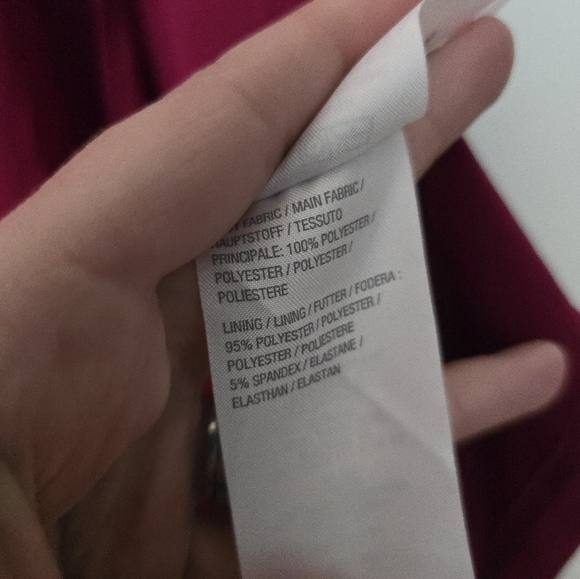 FABRIC / MAIN FABRIC /
HAUPTSTOFF / TESSUTO
PRINCIPALE: 100% POLYESTER /
POLYESTER / POLYESTER /
POLIESTERE
LINING / LINING / FUTTER / FODERA :
95% POLYESTER / POLYESTER /
POLYESTER / POLIESTERE
5% SPANDEX / ELASTANE /
ELASTHAN / ELASTAN